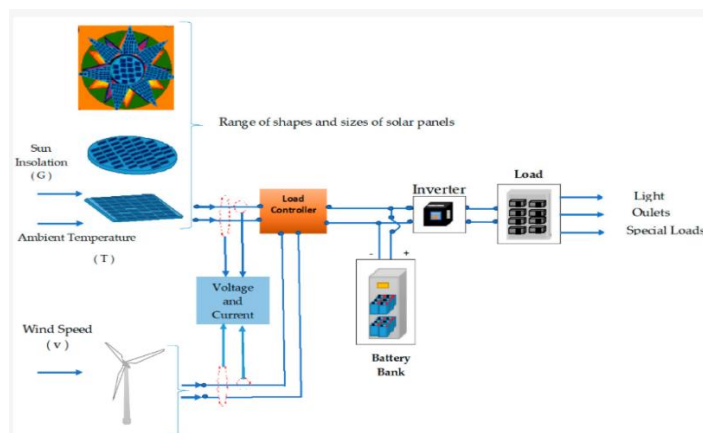 Range of shapes and sizes of solar panels
Sun
Insolation
( G )
Ambient Temperature
( T )
Load
Controller
Inverter
Load
Light
Oulets
Special Loads
Voltage
and
Current
- +
Battery
Bank
Wind Speed
( v )